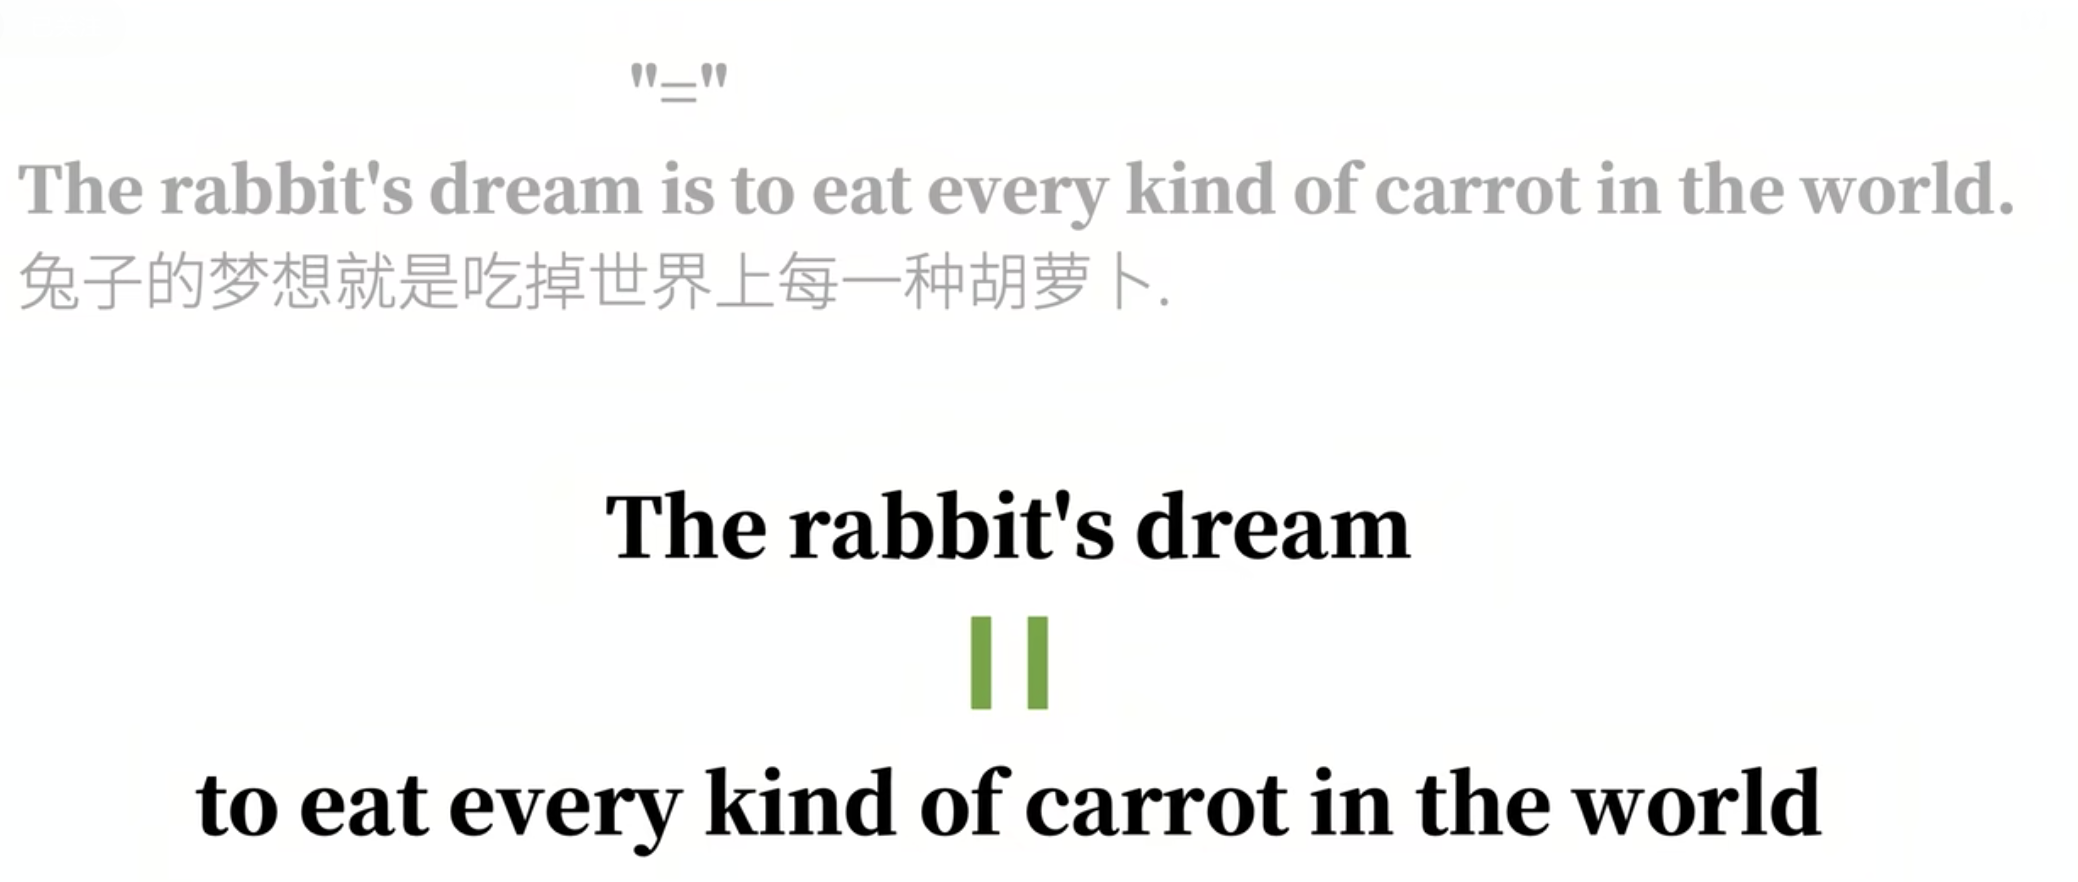 "="
The rabbit's dream is to eat every kind of carrot in the world.
兔子的梦想就是吃掉世界上每一种胡萝卜.
The rabbit's dream
to eat every kind of carrot in the world